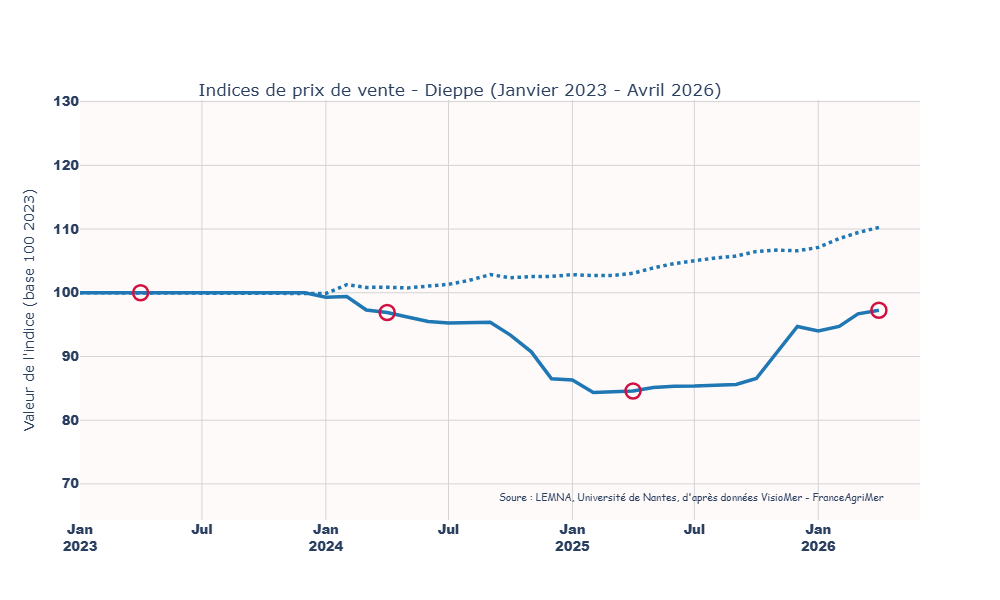 Indices de prix de vente - Dieppe (Janvier 2023 - Avril 2026)
130
120
110
100
90
80
70
Valeur de l'indice (base 100 2023)
Soure : LEMNA, Université de Nantes, d'après données VisioMer - FranceAgriMer
Jan Jul Jan Jul Jan Jul Jan
2023 2024 2025 2026